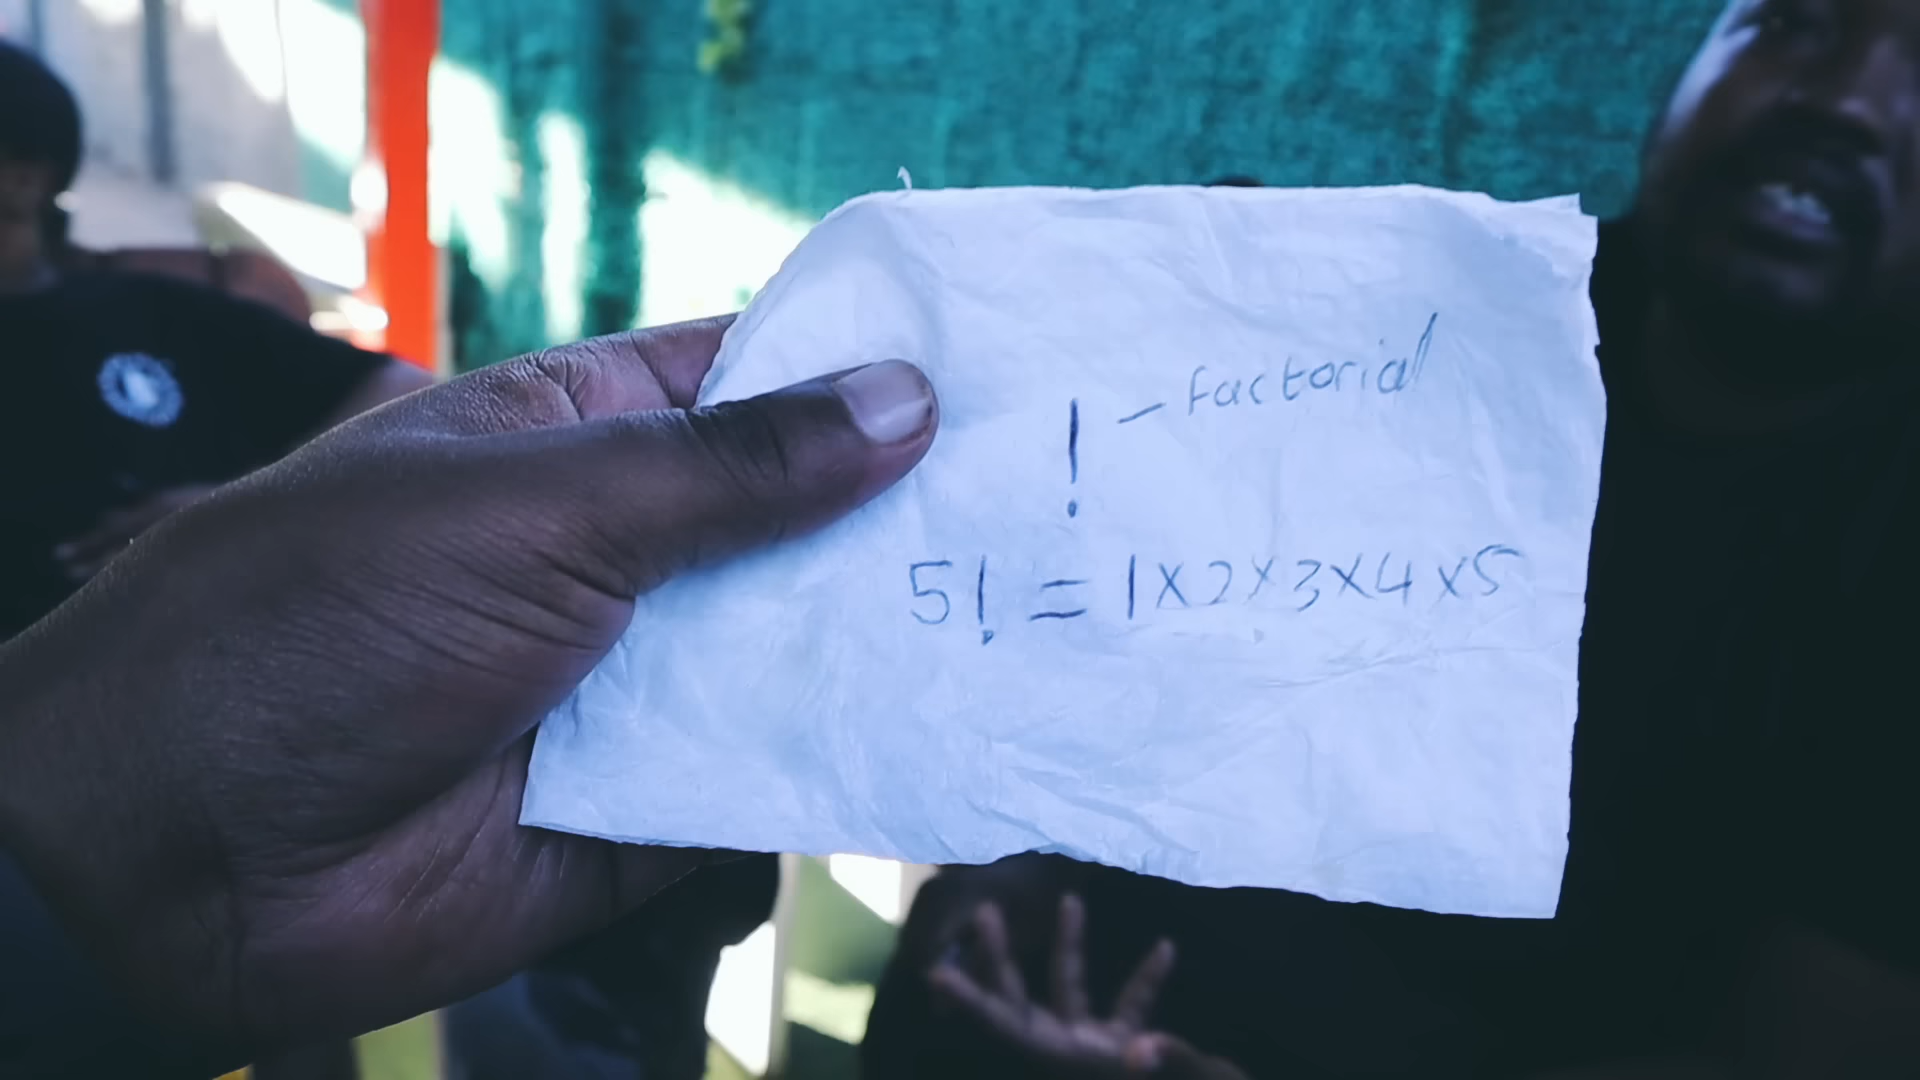 ! - factorial
5! = 1x2x3x4x5